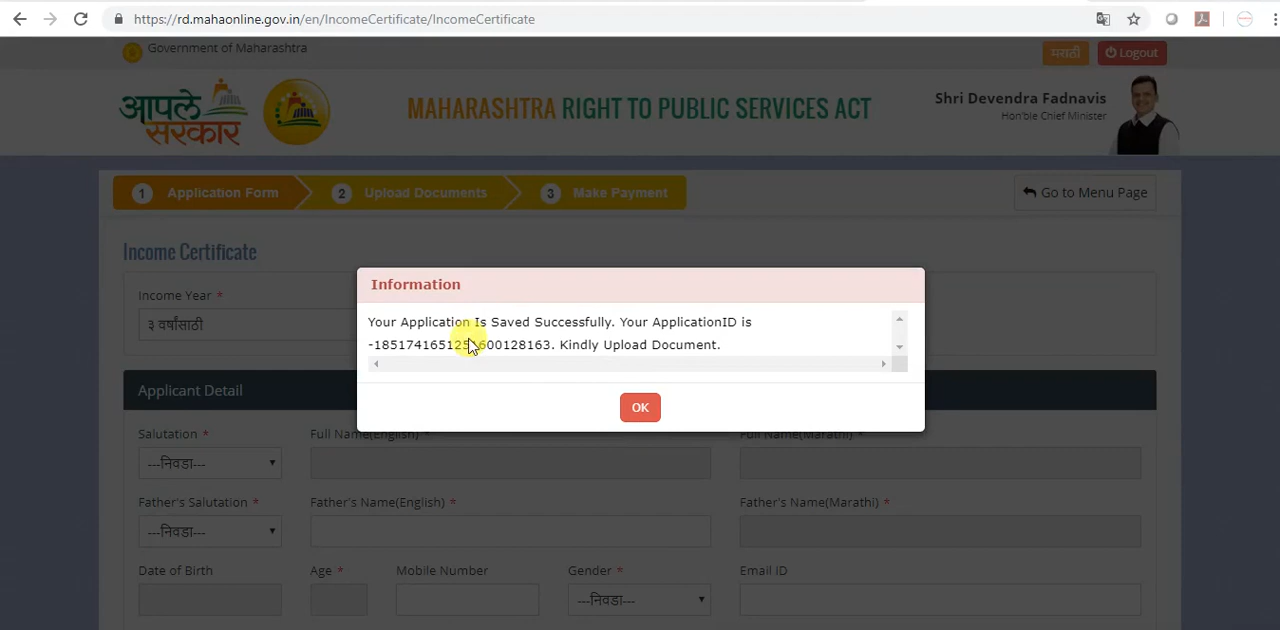 https://rd.mahaonline.gov.in/en/IncomeCertificate/IncomeCertificate
Government of Maharashtra
मराठी
Logout
आपले
सरकार
MAHARASHTRA RIGHT TO PUBLIC SERVICES ACT
Shri Devendra Fadnavis
Hon'ble Chief Minister
1 Application Form
2 Upload Documents
3 Make Payment
Go to Menu Page
Income Certificate
Income Year *
३ वर्षांसाठी
Information
Your Application Is Saved Successfully. Your ApplicationID is
Kindly Upload Document.
OK
Applicant Detail
Salutation *
Full Name(English) *
Full Name(Marathi) *
---निवडा---
Father's Salutation *
Father's Name(English) *
Father's Name(Marathi) *
---निवडा---
Date of Birth
Age *
Mobile Number
Gender *
Email ID
---निवडा---